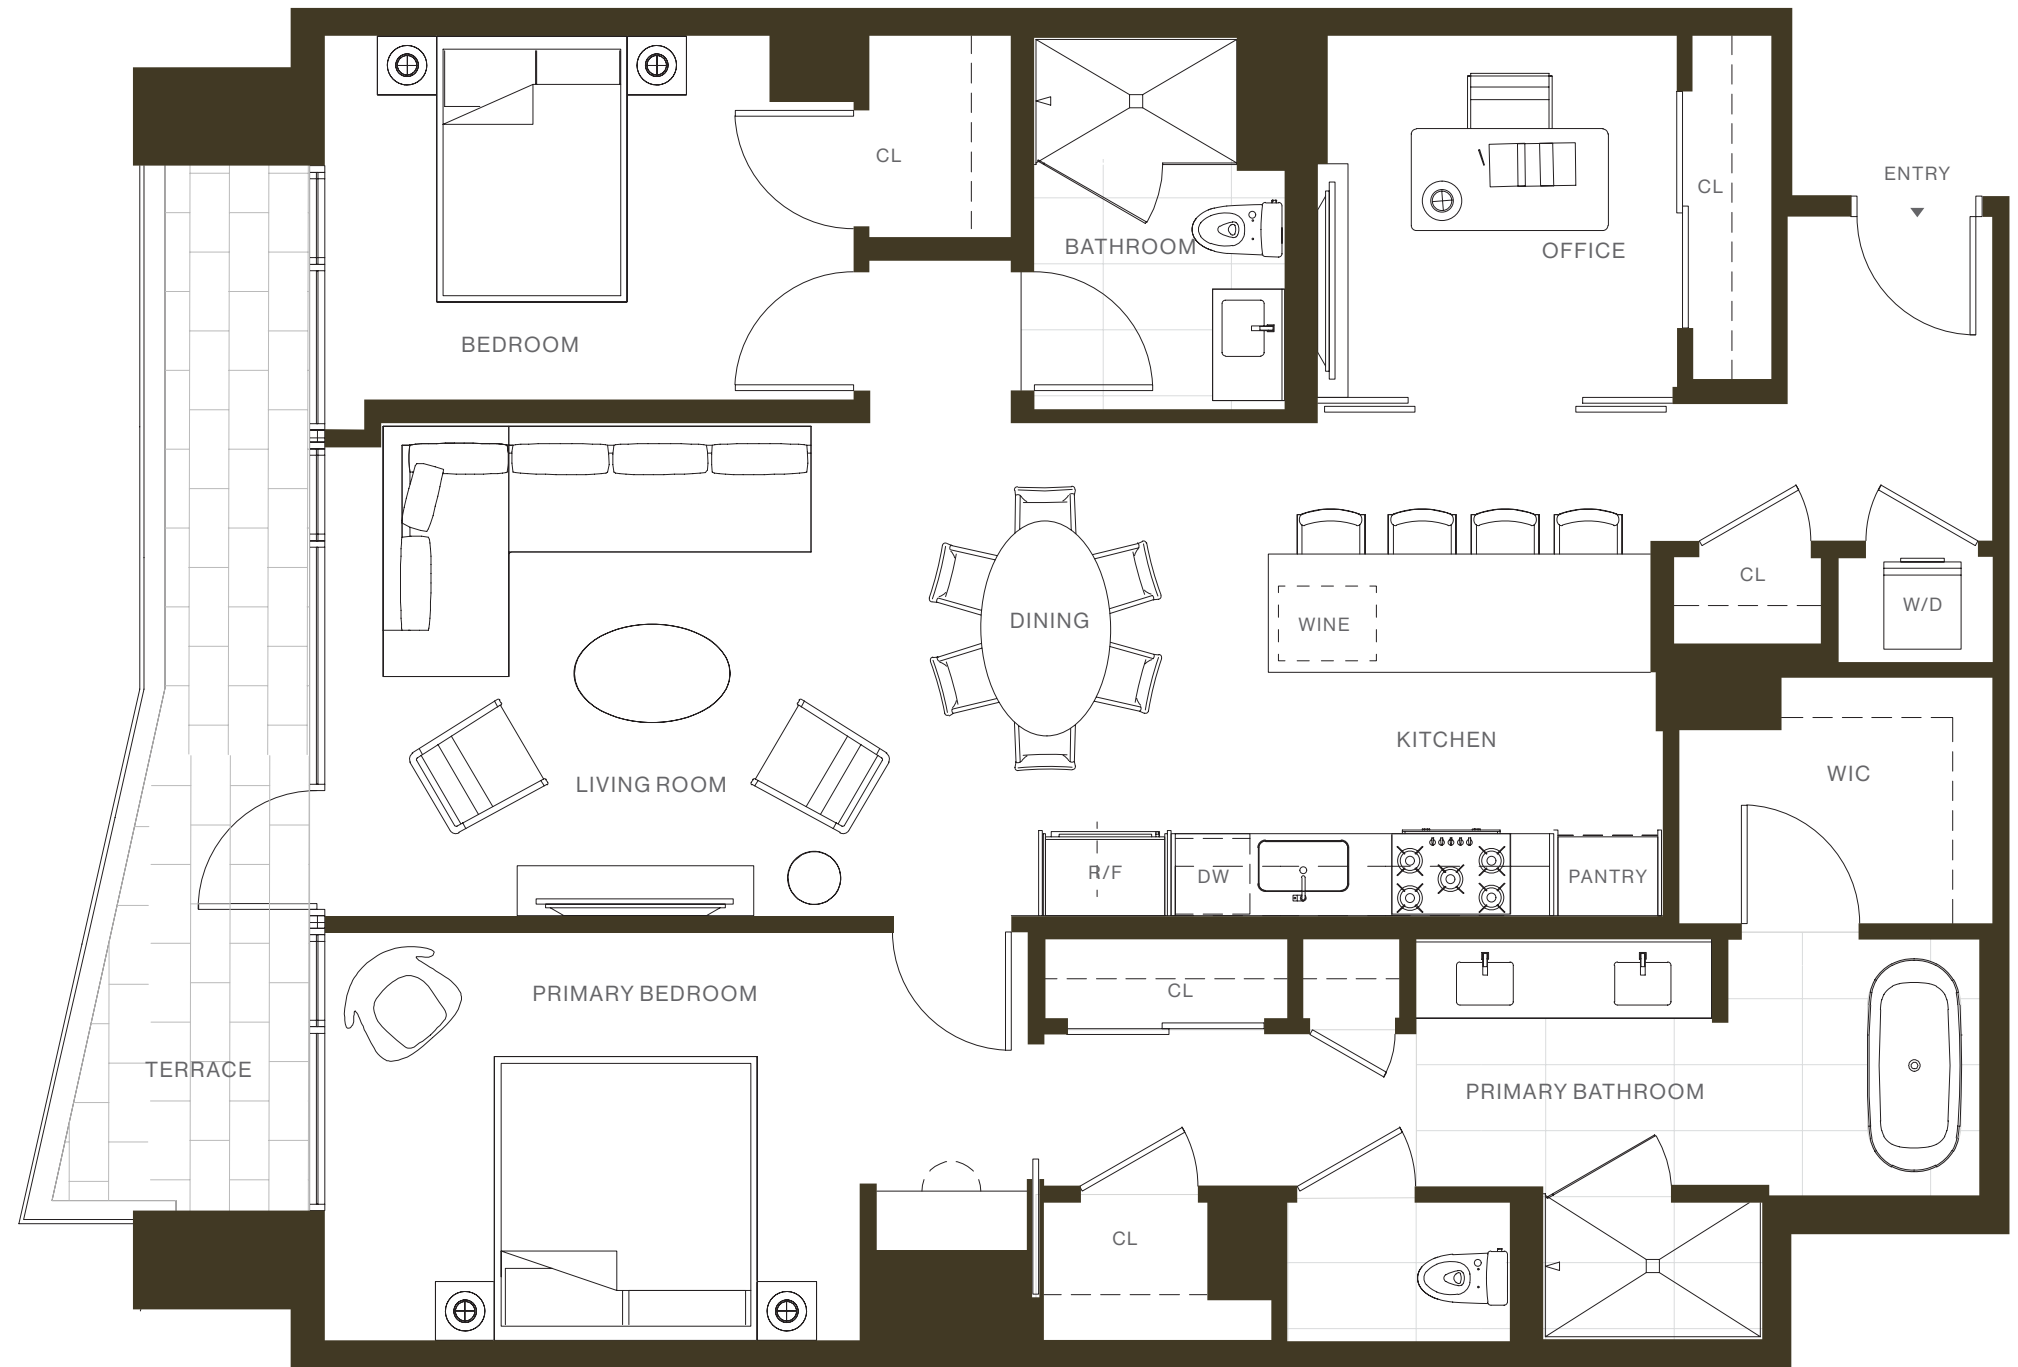 ENTRY
CL
CL
BATHROOM
OFFICE
BEDROOM
CL
W/D
DINING
WINE
KITCHEN
WIC
LIVING ROOM
R/F
DW
PANTRY
PRIMARY BEDROOM
CL
TERRACE
PRIMARY BATHROOM
CL